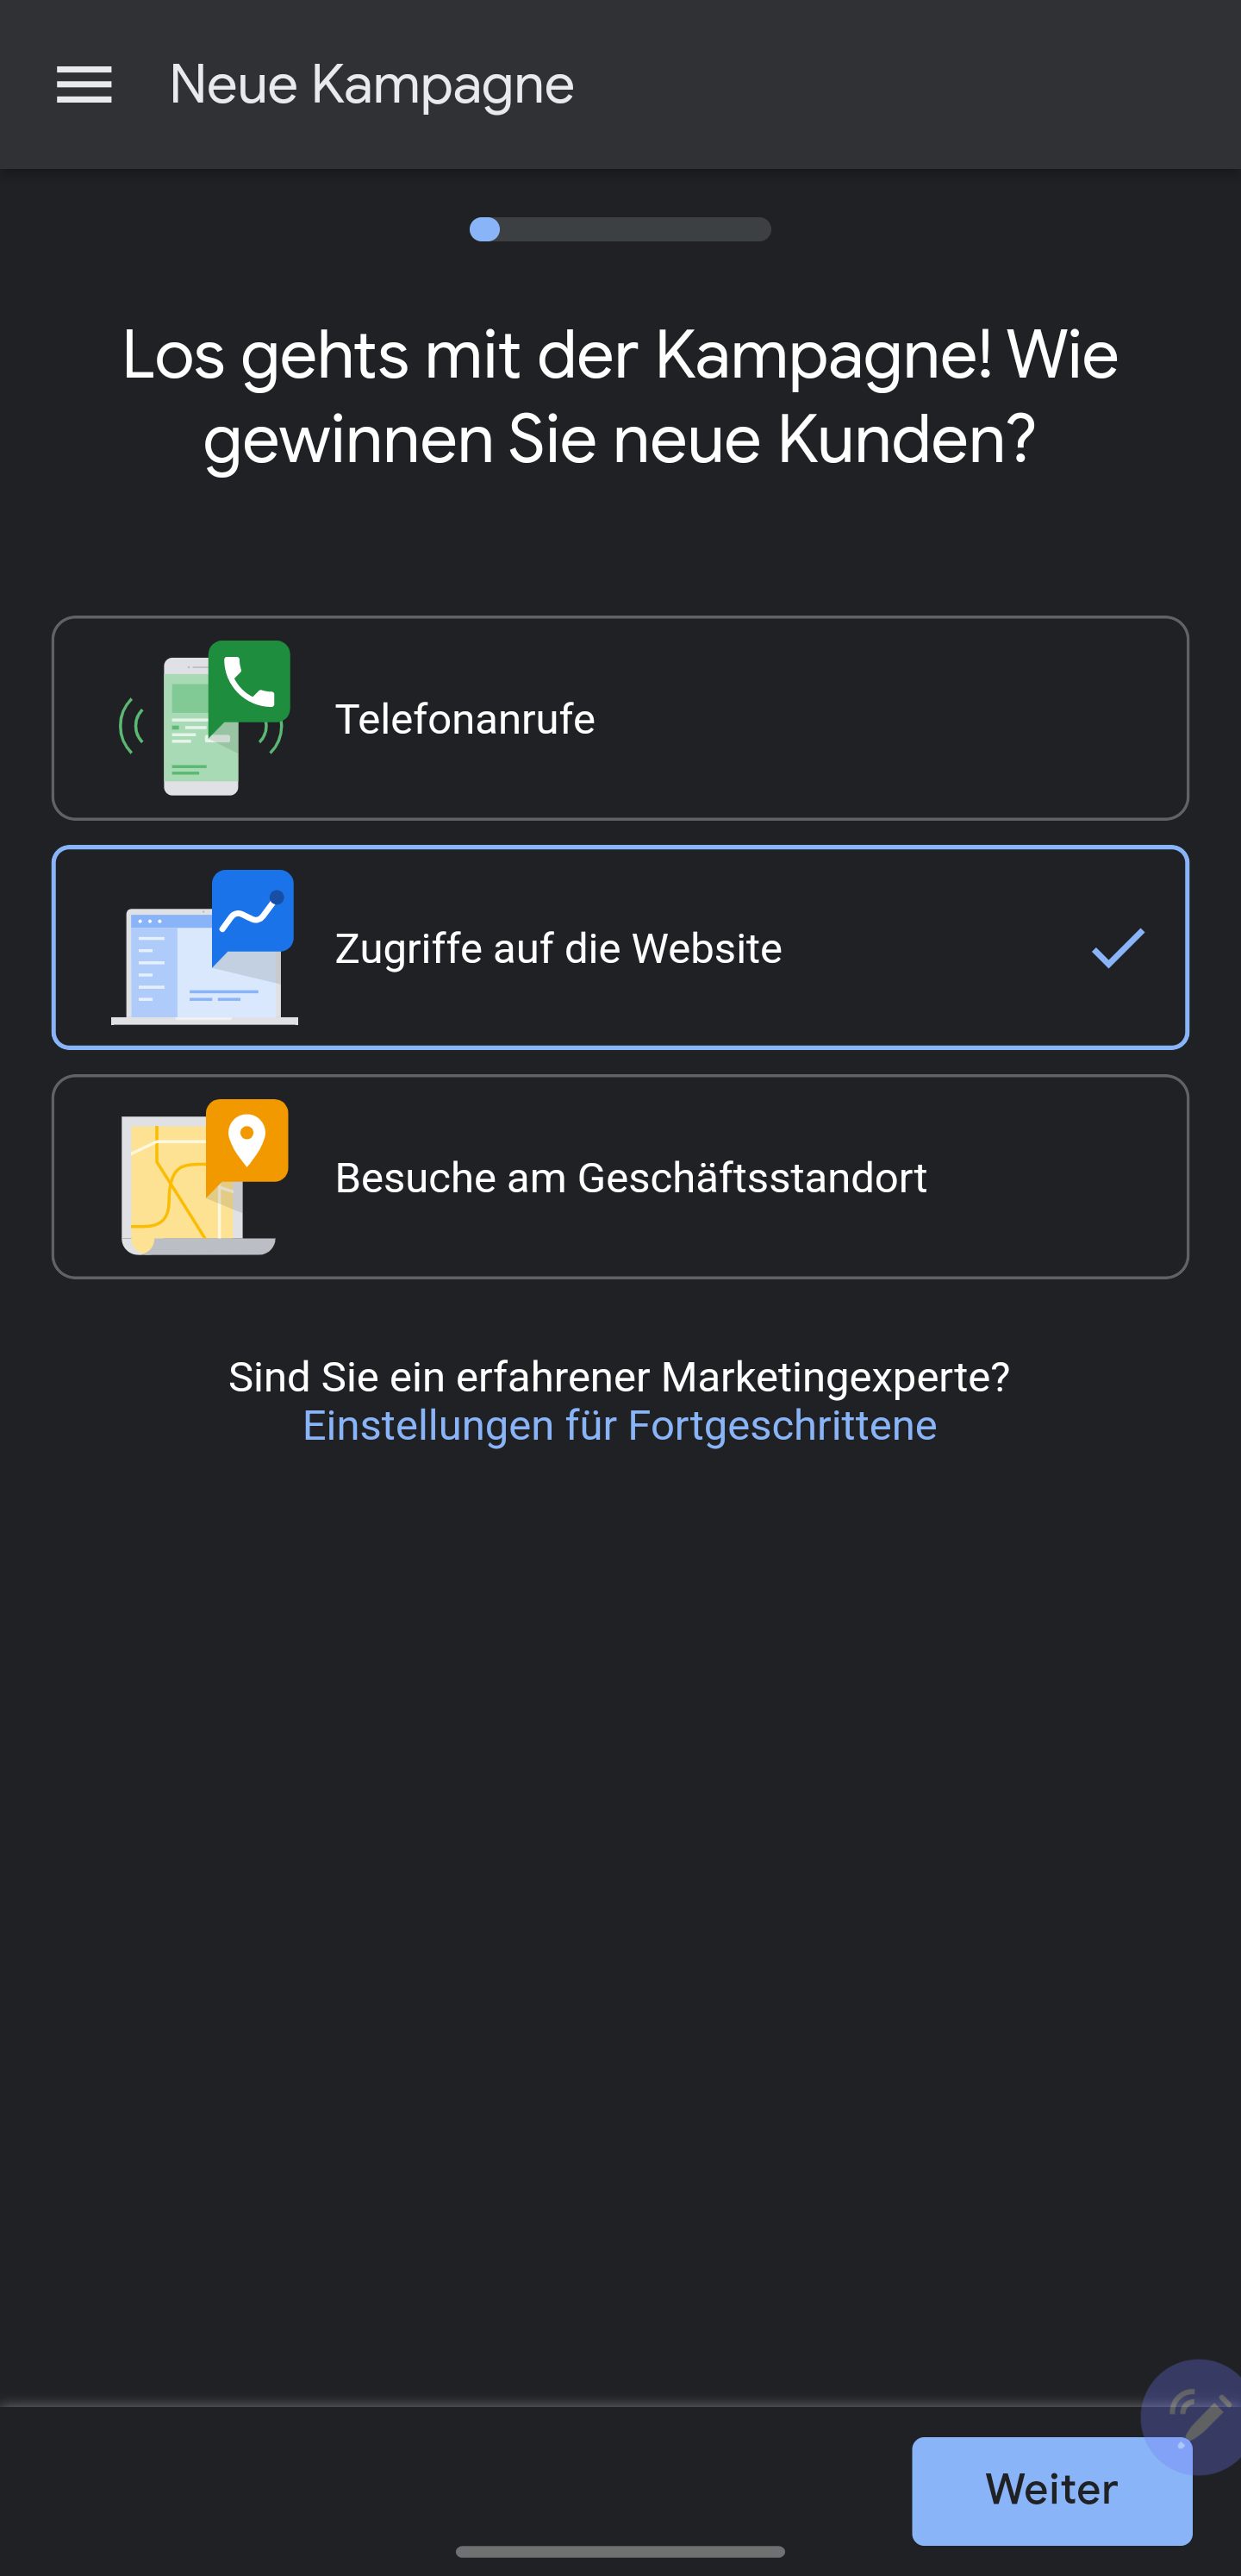 Neue Kampagne
Los gehts mit der Kampagne! Wie
gewinnen Sie neue Kunden?
Telefonanrufe
Zugriffe auf die Website
Besuche am Geschäftsstandort
Sind Sie ein erfahrener Marketingexperte?
Einstellungen für Fortgeschrittene
Weiter